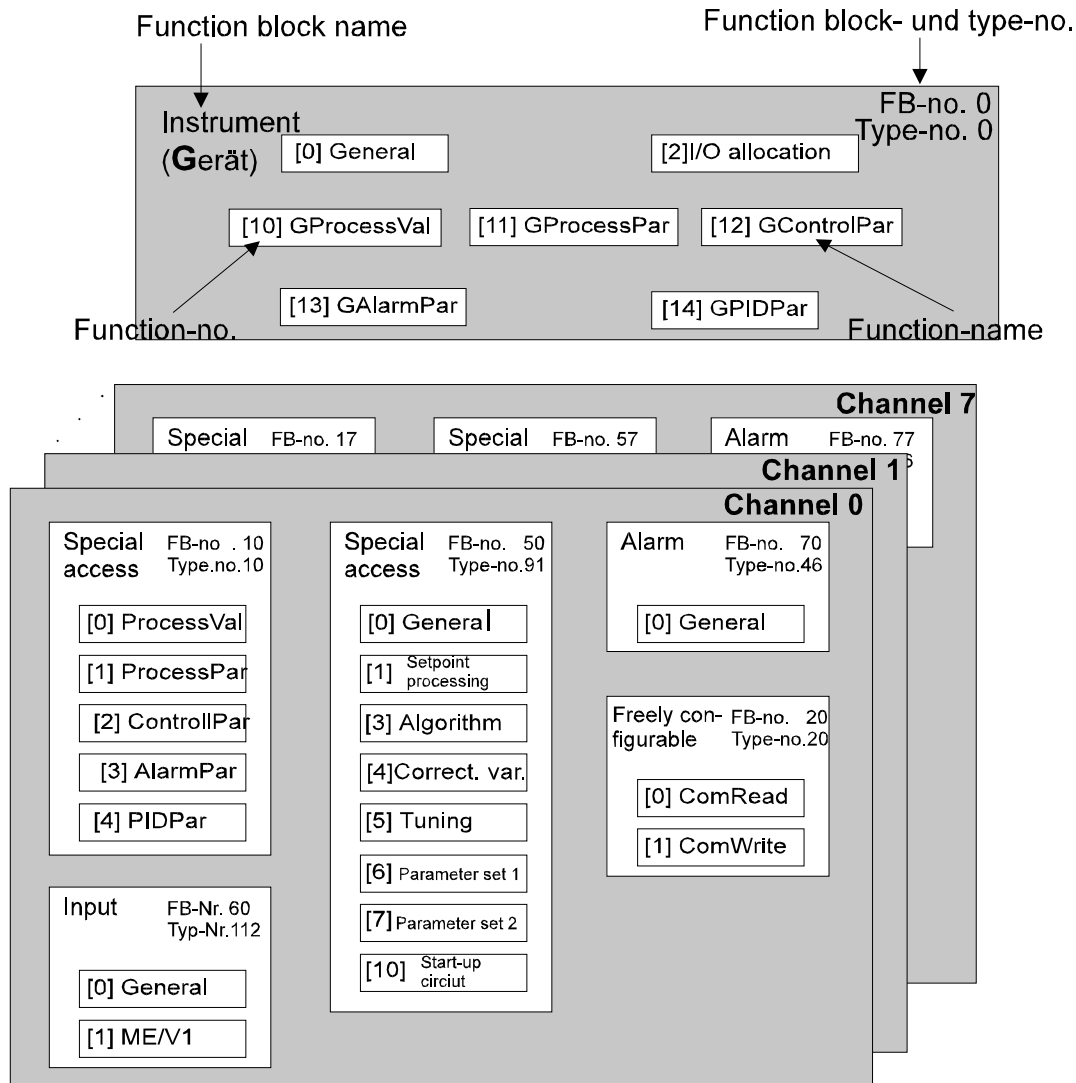 Function block name
Function block- und type-no.
Instrument
(Gerät)
FB-no. 0
Type-no. 0
[0] General
[2]I/O allocation
[10] GProcessVal
[11] GProcessPar
[12] GControlPar
[13] GAlarmPar
[14] GPIDPar
Function-no.
Function-name
Channel 7
Special
FB-no. 17
Special
FB-no. 57
Alarm
FB-no. 77
6
Channel 1
Channel 0
Special
access
FB-no . 10
Type.no.10
[0] ProcessVal
[1] ProcessPar
[2] ControllPar
[3] AlarmPar
[4] PIDPar
Special
access
FB-no. 50
Type-no.91
[0] General
[1] Setpoint
processing
[3] Algorithm
[4]Correct. var.
[5] Tuning
[6] Parameter set 1
[7] Parameter set 2
[10] Start-up
circiut
Alarm
FB-no. 70
Type-no.46
[0] General
Freely con-
figurable
FB-no. 20
Type-no.20
[0] ComRead
[1] ComWrite
Input
FB-Nr. 60
Typ-Nr.112
[0] General
[1] ME/V1